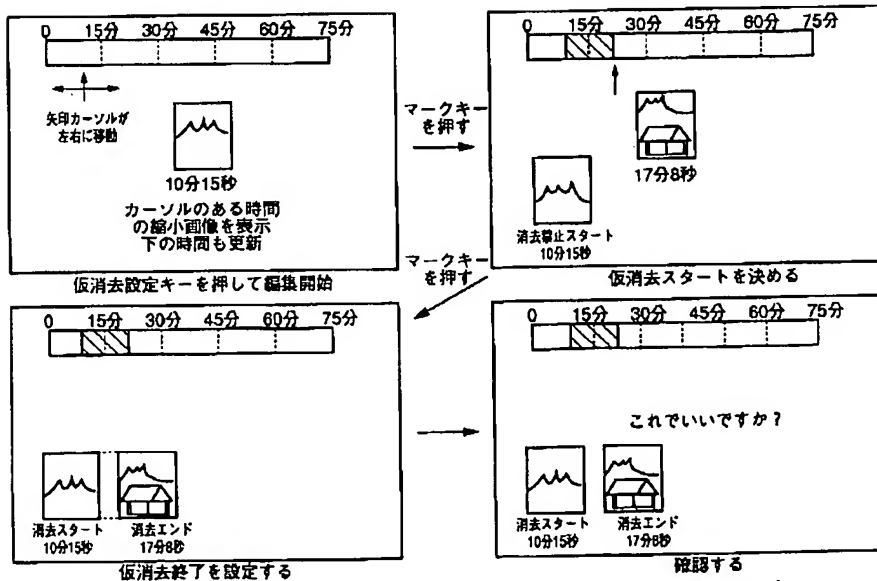 0 15分 30分 45分 60分 75分
矢印カーソルが
左右に移動
10分15秒
カーソルのある時間
の縮小画像を表示
下の時間も更新
仮消去設定キーを押して編集開始
マークキー
を押す
0 15分 30分 45分 60分 75分
17分8秒
消去禁止スタート
10分15秒
仮消去スタートを決める
マークキー
を押す
0 15分 30分 45分 60分 75分
消去スタート 消去エンド
10分15秒 17分8秒
仮消去終了を設定する
0 15分 30分 45分 60分 75分
これでいいですか？
消去スタート 消去エンド
10分15秒 17分8秒
確認する